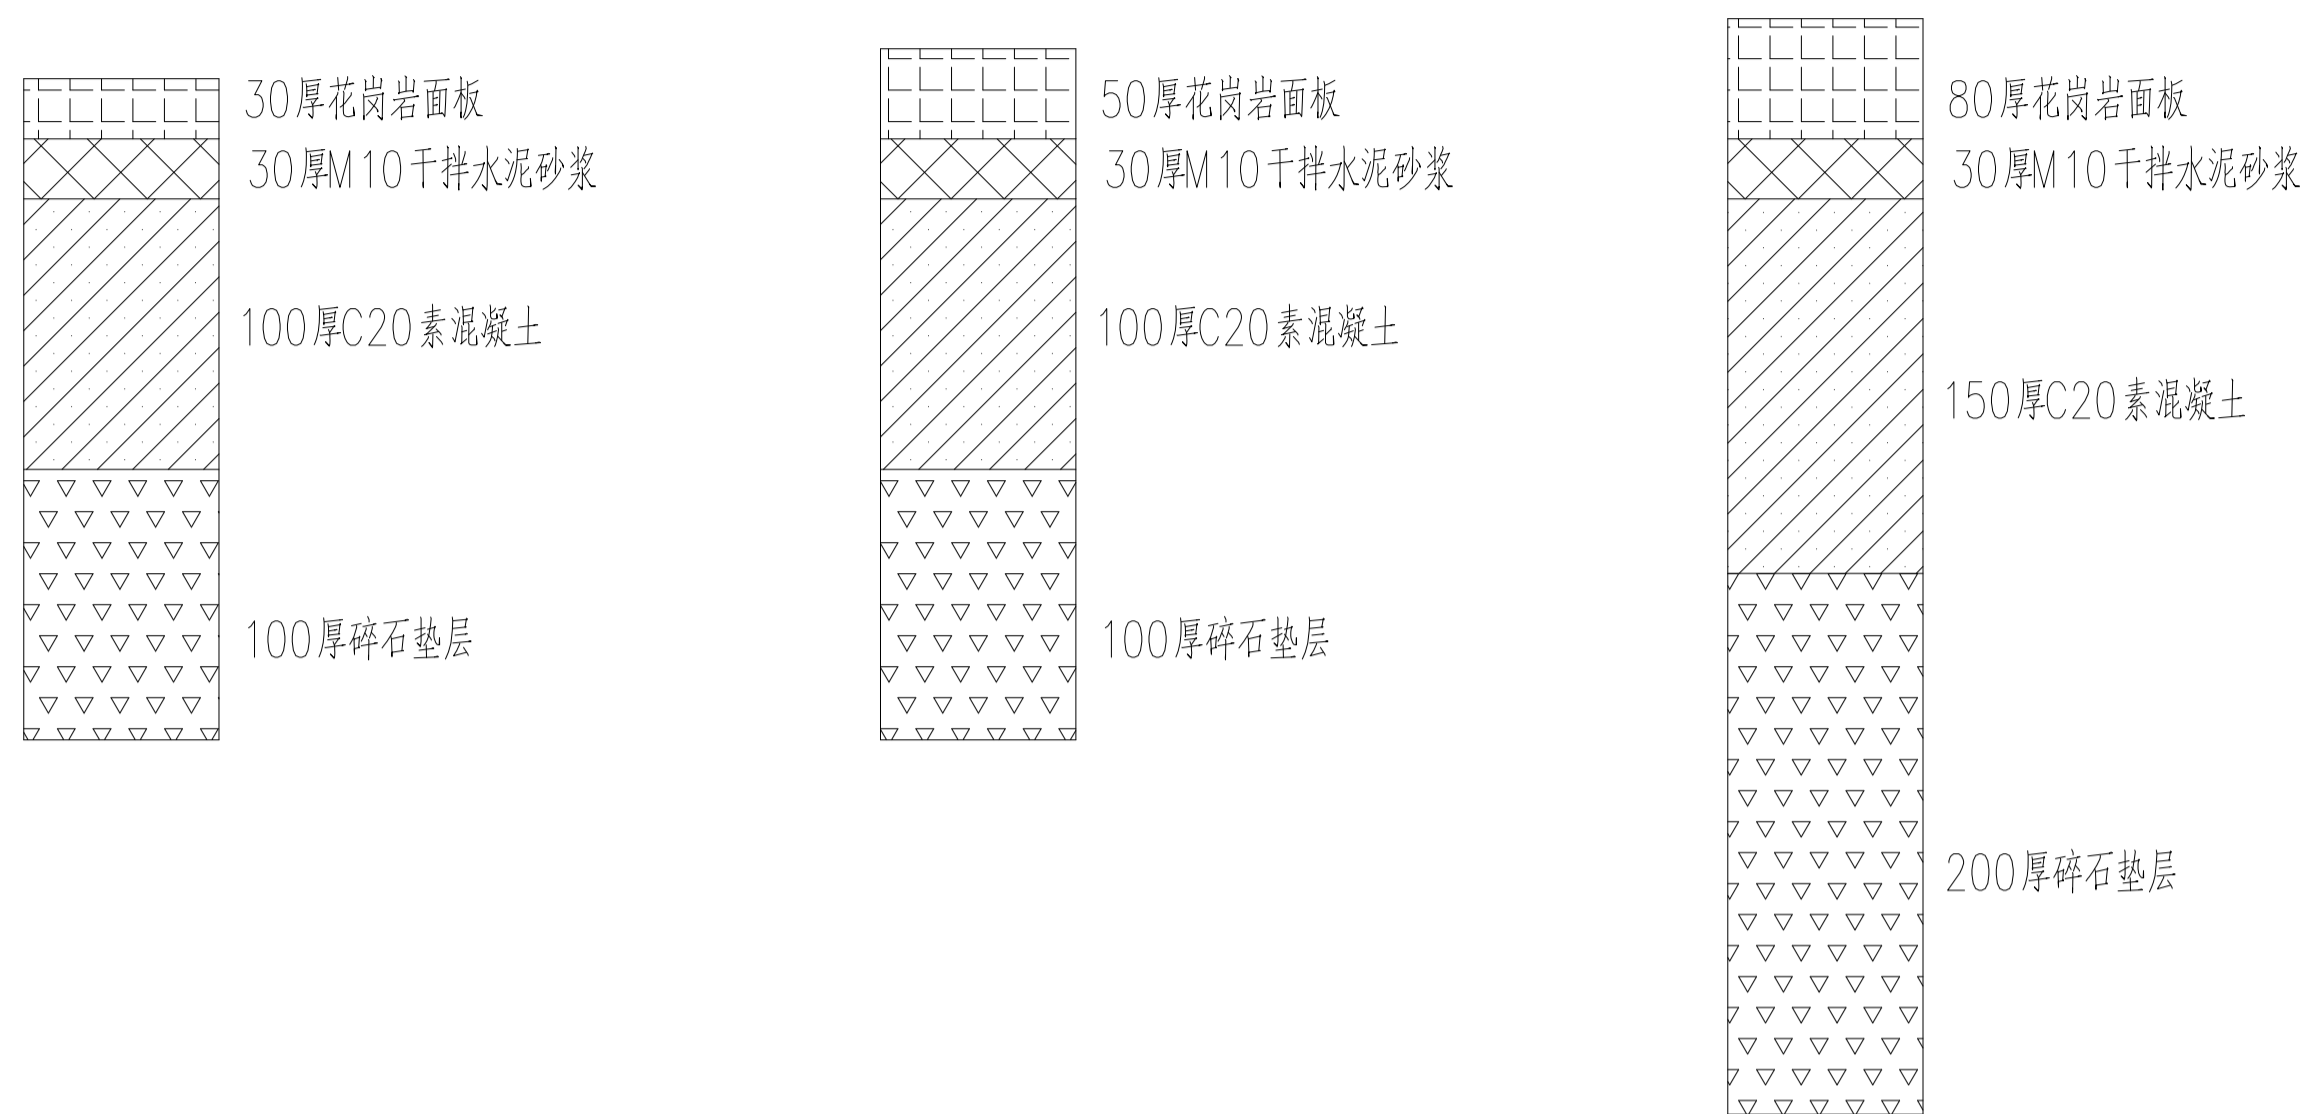 30厚花岗岩面板
30厚M10干拌水泥砂浆
100厚C20素混凝土
100厚碎石垫层
50厚花岗岩面板
30厚M10干拌水泥砂浆
100厚C20素混凝土
100厚碎石垫层
80厚花岗岩面板
30厚M10干拌水泥砂浆
150厚C20素混凝土
200厚碎石垫层